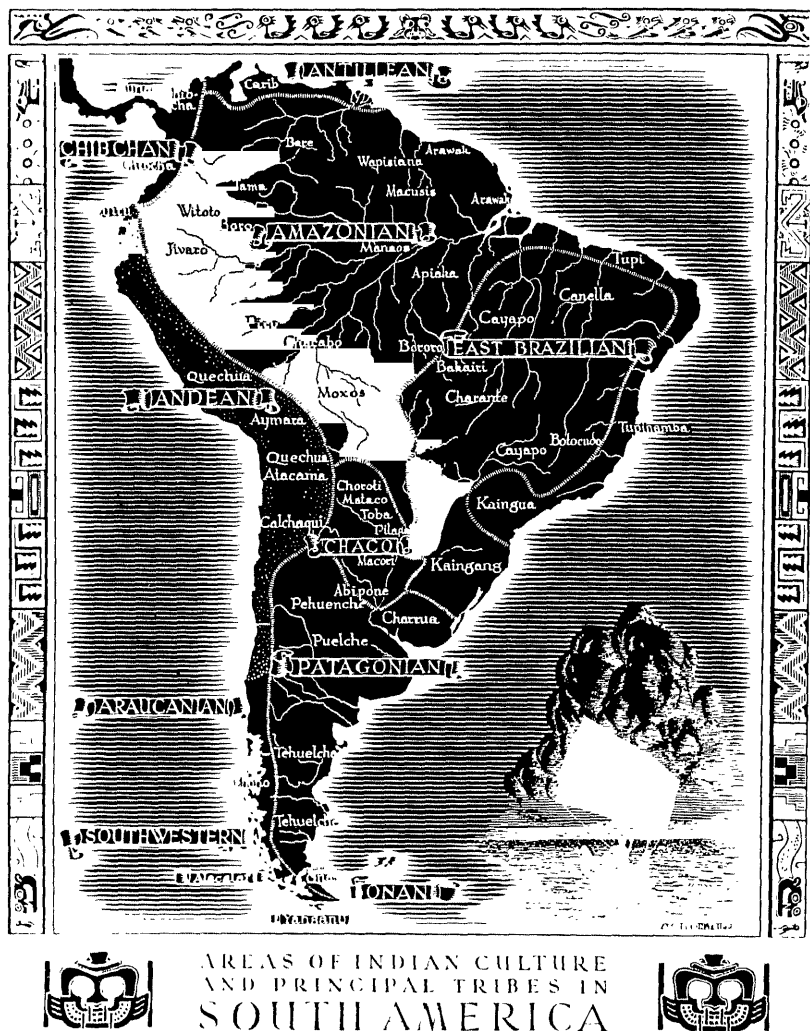 ANTILLEAN
Carib
CHIBCHAN
Chibcha
Bare
Wapisiana
Arawak
Macusis
Arawak
Witoto
Boro
AMAZONIAN
Manaos
Jivaro
Apiaka
Tupi
Canella
Cayapo
Chacabo
Bororo
EAST BRAZILIAN
Bakairi
Quechua
Moxos
ANDEAN
Charante
Aymara
Tupinamba
Botocudo
Cayapo
Quechua
Atacama
Choroti
Mataco
Toba
Kaingua
Calchaqui
CHACO
Macori
Kaingang
Abipone
Pehuenche
Charrua
Puelche
PATAGONIAN
ARAUCANIAN
Tehuelche
SOUTHWESTERN
Tehuelche
ONAN
AREAS OF INDIAN CULTURE
AND PRINCIPAL TRIBES IN
SOUTH AMERICA